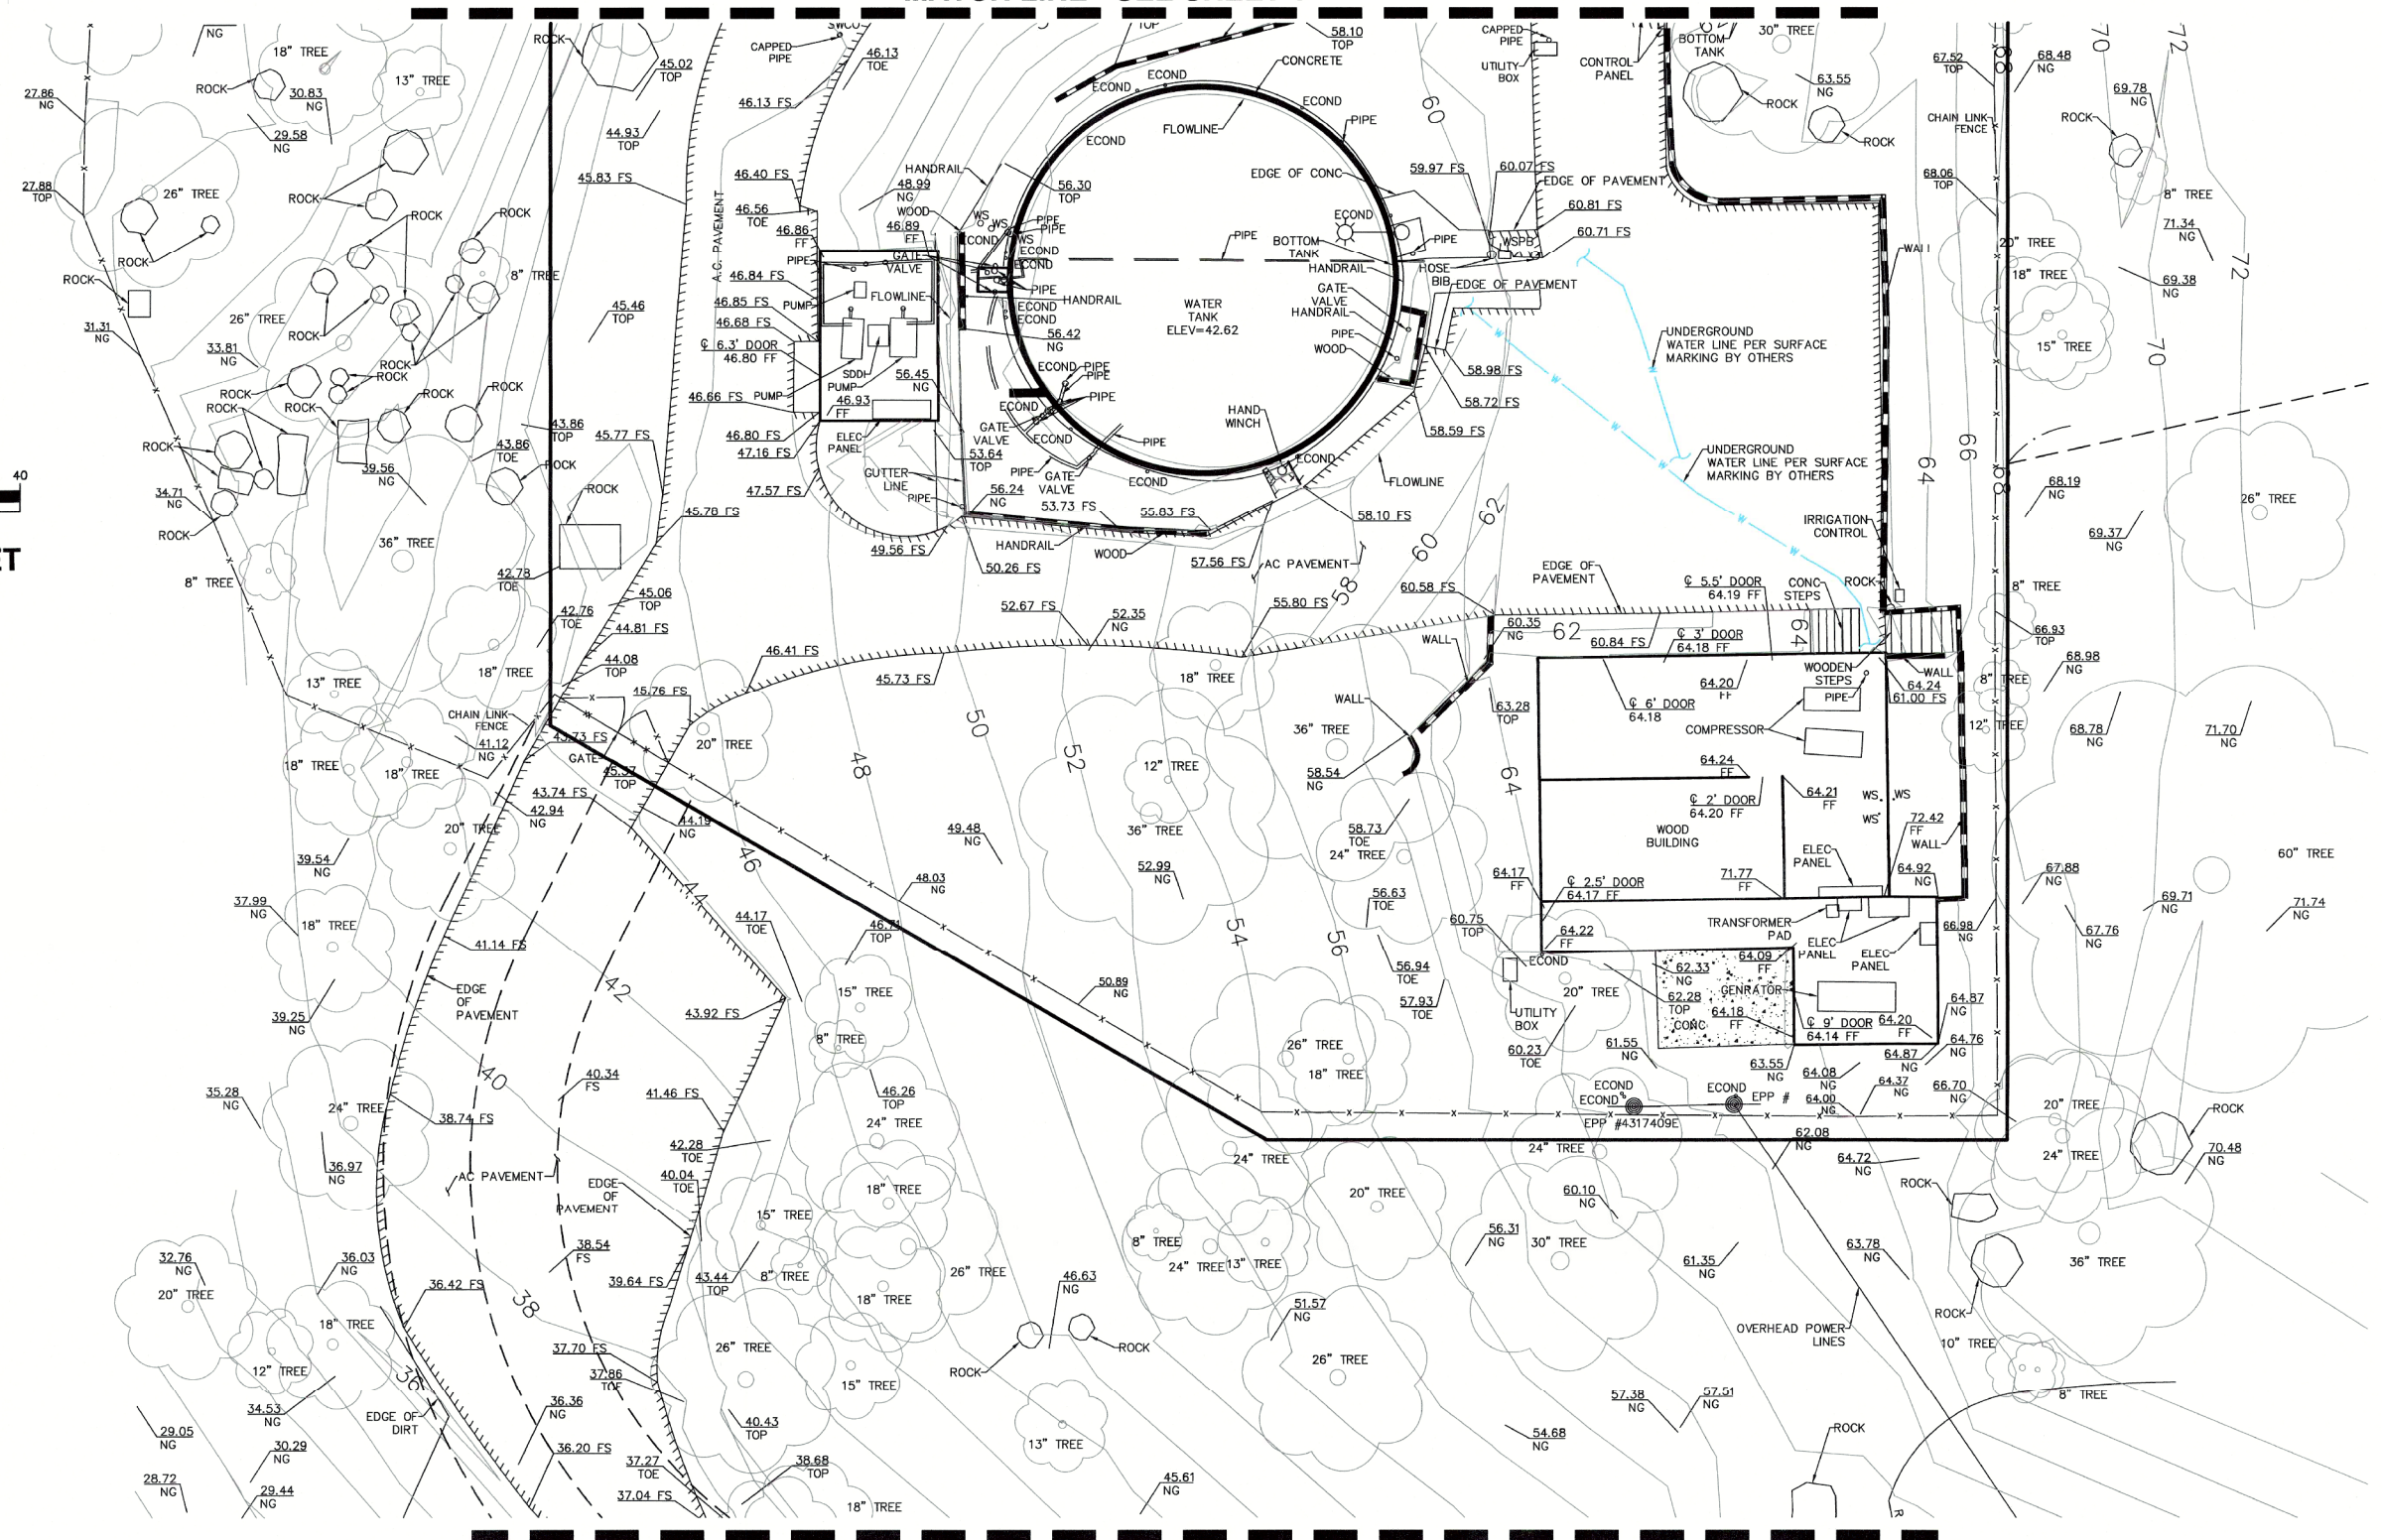 NG
18" TREE
13" TREE
ROCK
27.86
NG
ROCK
30.83
NG
29.58
NG
27.88
TOP
26" TREE
ROCK
ROCK
ROCK
ROCK
ROCK
8" TREE
ROCK
31.31
26" TREE
ROCK
33.81
NG
ROCK
ROCK
ROCK
ROCK
ROCK
ROCK
ROCK
34.71
NG
39.56
NG
ROCK
ROCK
36" TREE
8" TREE
40
ET
ROCK
45.02
TOP
44.93
TOP
45.83 FS
A.C. PAVEMENT
45.46
TOP
43.86
TOP
43.86
TOE
45.77 FS
ROCK
45.78 FS
42.78
TOE
45.06
TOP
42.76
TOE
44.81 FS
44.08
TOP
18" TREE
13" TREE
45.76 FS
CHAIN LINK
FENCE
41.12
NG
43.73 FS
GATE
45.37
TOP
43.74 FS
42.94
NG
44.19
NG
18" TREE
18" TREE
20" TREE
20" TREE
39.54
NG
37.99
NG
18" TREE
41.14 FS
EDGE
OF
PAVEMENT
39.25
NG
35.28
NG
24" TREE
38.74 FS
36.97
NG
AC PAVEMENT
40.34
FS
41.46 FS
42.28
TOE
40.04
TOE
EDGE
OF
PAVEMENT
38.54
FS
39.64 FS
43.44
TOP
32.76
NG
20" TREE
36.03
NG
36.42 FS
18" TREE
12" TREE
34.53
NG
EDGE OF
DIRT
36.36
NG
36.20 FS
37.70 FS
37.86
TOE
37.27
TOE
37.04 FS
40.43
TOP
38.68
TOP
29.05
NG
30.29
NG
28.72
NG
29.44
NG
36
38
40
42
44
46
48
50
52
54
56
58
60
60
62
62
64
64
64
66
68
68
70
70
72
72
CAPPED
PIPE
46.13
TOE
46.13 FS
46.40 FS
46.56
TOE
46.86
FF
PIPE
46.84 FS
PUMP
46.85 FS
46.68 FS
℄ 6.3' DOOR
46.80 FF
46.66 FS
PUMP
46.80 FS
47.16 FS
47.57 FS
48.99
NG
WOOD
46.89
FF
GATE
VALVE
FLOWLINE
SDDI
PUMP
46.93
FF
ELEC
PANEL
GUTTER
LINE
PIPE
49.56 FS
HANDRAIL
WS
WS
WS
PIPE
PIPE
ECOND
ECOND
ECOND
PIPE
ECOND
ECOND
HANDRAIL
56.42
NG
56.45
NG
53.64
TOP
56.24
NG
53.73 FS
55.83 FS
HANDRAIL
WOOD
50.26 FS
58.10
TOP
CONCRETE
ECOND
ECOND
ECOND
ECOND
FLOWLINE
PIPE
56.30
TOP
EDGE OF CONC
ECOND
PIPE
BOTTOM
TANK
PIPE
WATER
TANK
ELEV=42.62
ECOND
PIPE
PIPE
PIPE
ECOND
GATE
VALVE
ECOND
PIPE
GATE
VALVE
PIPE
ECOND
HAND
WINCH
ECOND
HANDRAIL
GATE
VALVE
HANDRAIL
PIPE
WOOD
HOSE
BIB
EDGE OF PAVEMENT
58.98 FS
58.72 FS
58.59 FS
FLOWLINE
58.10 FS
57.56 FS
AC PAVEMENT
CAPPED
PIPE
UTILITY
BOX
59.97 FS
60.07 FS
EDGE OF PAVEMENT
60.81 FS
60.71 FS
WSPB
CONTROL
PANEL
BOTTOM
TANK
30" TREE
63.55
NG
ROCK
ROCK
67.52
TOP
68.48
NG
CHAIN LINK
FENCE
68.06
TOP
WALL
UNDERGROUND
WATER LINE PER SURFACE
MARKING BY OTHERS
UNDERGROUND
WATER LINE PER SURFACE
MARKING BY OTHERS
IRRIGATION
CONTROL
69.78
NG
ROCK
8" TREE
71.34
NG
20" TREE
18" TREE
69.38
NG
15" TREE
68.19
NG
69.37
NG
26" TREE
8" TREE
66.93
TOP
68.98
NG
8" TREE
12" TREE
68.78
NG
71.70
NG
60" TREE
67.88
NG
69.71
NG
71.74
NG
67.76
NG
46.41 FS
45.73 FS
52.67 FS
52.35
NG
55.80 FS
60.58 FS
EDGE OF
PAVEMENT
℄ 5.5' DOOR
64.19 FF
CONC
STEPS
ROCK
WALL
60.35
NG
60.84 FS
℄ 3' DOOR
64.18 FF
64.20
FF
WOODEN
STEPS
PIPE
WALL
64.24
61.00 FS
WALL
63.28
TOP
℄ 6' DOOR
64.18
COMPRESSOR
64.24
FF
58.54
NG
℄ 2' DOOR
64.20 FF
64.21
FF
WS
WS
WS
WOOD
BUILDING
72.42
FF
WALL
ELEC
PANEL
64.92
NG
64.17
FF
℄ 2.5' DOOR
64.17 FF
71.77
FF
18" TREE
36" TREE
12" TREE
36" TREE
58.73
TOE
24" TREE
49.48
NG
48.03
NG
52.99
NG
56.63
TOE
60.75
TOP
64.22
FF
TRANSFORMER
PAD
ELEC
PANEL
ELEC
PANEL
66.98
NG
ECOND
20" TREE
62.33
NG
62.28
TOP
64.09
FF
GENRATOR
64.18
FF
CONC
℄ 9' DOOR
64.14 FF
64.20
FF
64.87
NG
64.76
NG
64.87
NG
44.17
TOE
46.71
TOP
43.92 FS
15" TREE
8" TREE
50.89
NG
56.94
TOE
57.93
TOE
UTILITY
BOX
60.23
TOE
61.55
NG
63.55
NG
64.08
NG
64.37
NG
66.70
NG
64.00
NG
ECOND
ECOND
ECOND
EPP #
EPP #4317409E
46.26
TOP
24" TREE
18" TREE
15" TREE
8" TREE
18" TREE
26" TREE
26" TREE
18" TREE
24" TREE
24" TREE
20" TREE
8" TREE
24" TREE
13" TREE
30" TREE
60.10
NG
56.31
NG
61.35
NG
62.08
NG
64.72
NG
ROCK
63.78
NG
20" TREE
24" TREE
ROCK
70.48
NG
36" TREE
ROCK
OVERHEAD POWER
LINES
10" TREE
8" TREE
26" TREE
15" TREE
46.63
NG
ROCK
ROCK
13" TREE
51.57
NG
26" TREE
57.38
NG
57.51
NG
54.68
NG
45.61
NG
18" TREE
ROCK